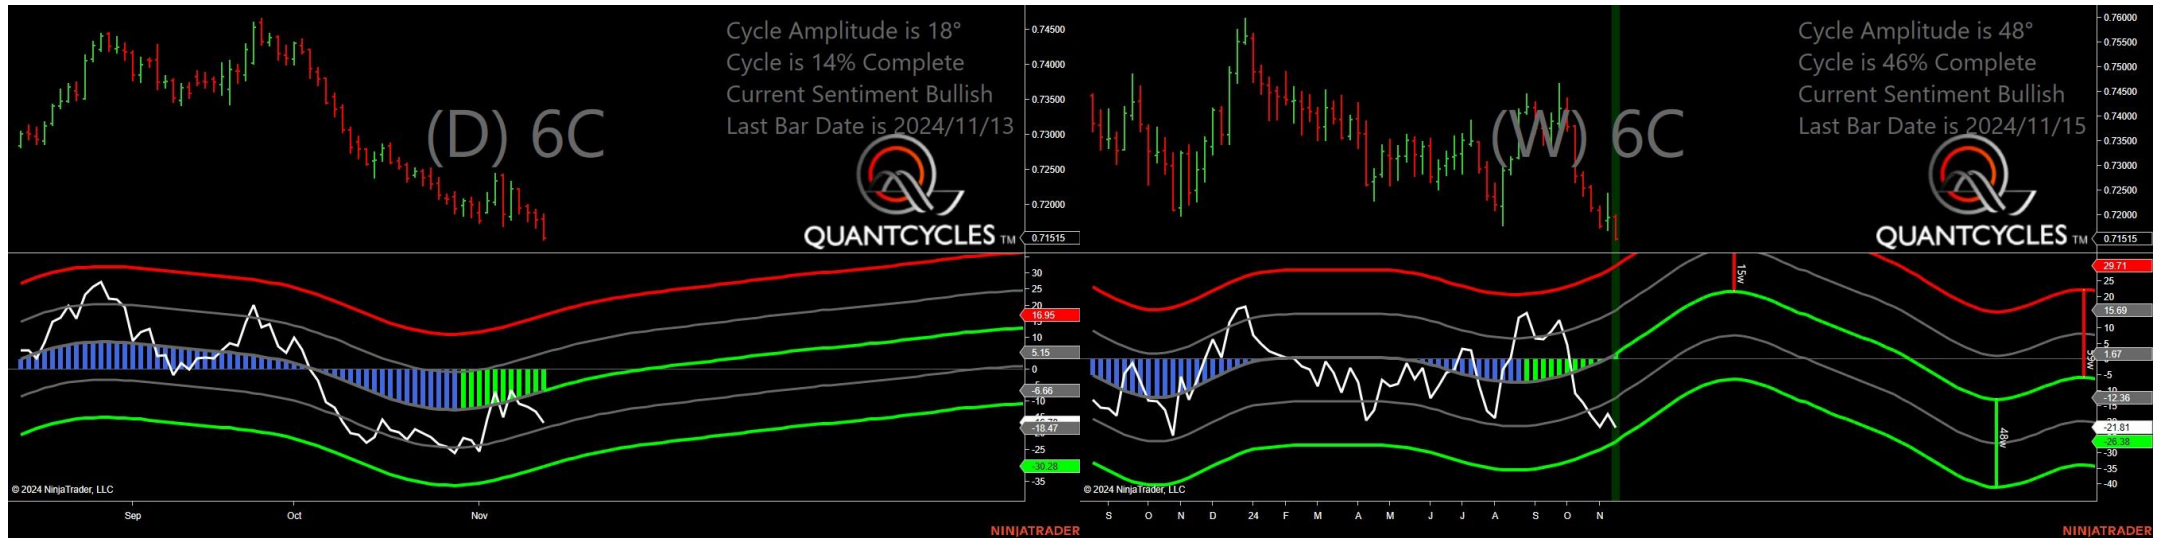 Cycle Amplitude is 18°
Cycle is 14% Complete
Current Sentiment Bullish
Last Bar Date is 2024/11/13
(D) 6C
QUANTCYCLES TM
0.74500
0.74000
0.73500
0.73000
0.72500
0.72000
0.71515
30
25
20
16.95
15
10
5.15
0
-6.66
-10
-18.47
-25
-30.28
-35
© 2024 NinjaTrader, LLC
Sep
Oct
Nov
NINJATRADER
Cycle Amplitude is 48°
Cycle is 46% Complete
Current Sentiment Bullish
Last Bar Date is 2024/11/15
(W) 6C
QUANTCYCLES TM
0.76000
0.75500
0.75000
0.74500
0.74000
0.73500
0.73000
0.72500
0.72000
0.71515
15w
48w
59w
29.71
25
20
15.69
10
5
1.67
-5
-10
-12.36
-15
-21.81
-26.38
-30
-35
-40
© 2024 NinjaTrader, LLC
S O N D 24 F M A M J J A S O N
NINJATRADER